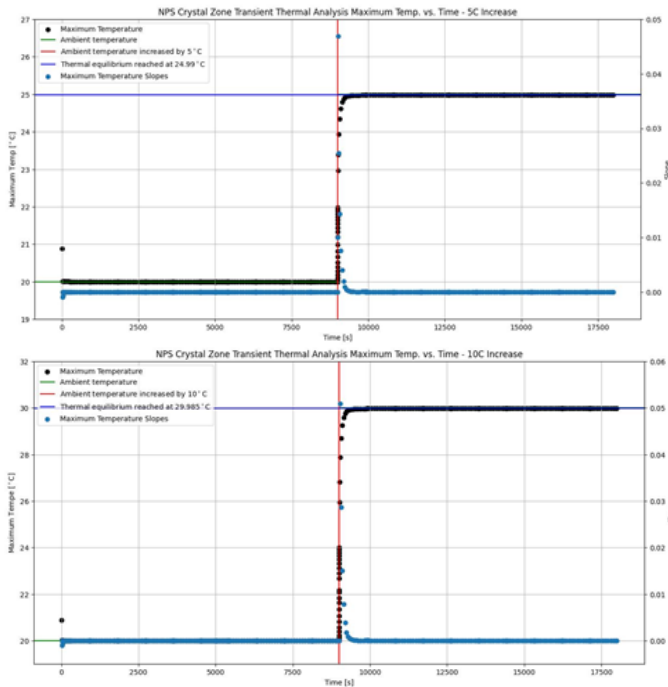 NPS Crystal Zone Transient Thermal Analysis Maximum Temp. vs. Time - 5C Increase
27
26
25
24
23
22
21
20
19
Maximum Temp [°C]
Maximum Temperature
Ambient temperature
Ambient temperature increased by 5°C
Thermal equilibrium reached at 24.99°C
Maximum Temperature Slopes
0.05
0.04
0.03
0.02
0.01
0.00
Slope
0
2500
5000
7500
10000
12500
15000
17500
Time [s]
NPS Crystal Zone Transient Thermal Analysis Maximum Temp. vs. Time - 10C Increase
32
30
28
26
24
22
20
Maximum Tempe [°C]
Maximum Temperature
Ambient temperature
Ambient temperature increased by 10°C
Thermal equilibrium reached at 29.985°C
Maximum Temperature Slopes
0.06
0.05
0.04
0.03
0.02
0.01
0.00
0
2500
5000
7500
10000
12500
15000
17500
Time [s]